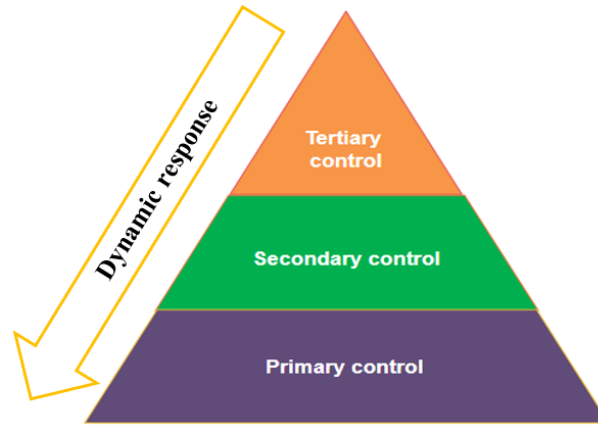 Dynamic response
Tertiary
control
Secondary control
Primary control